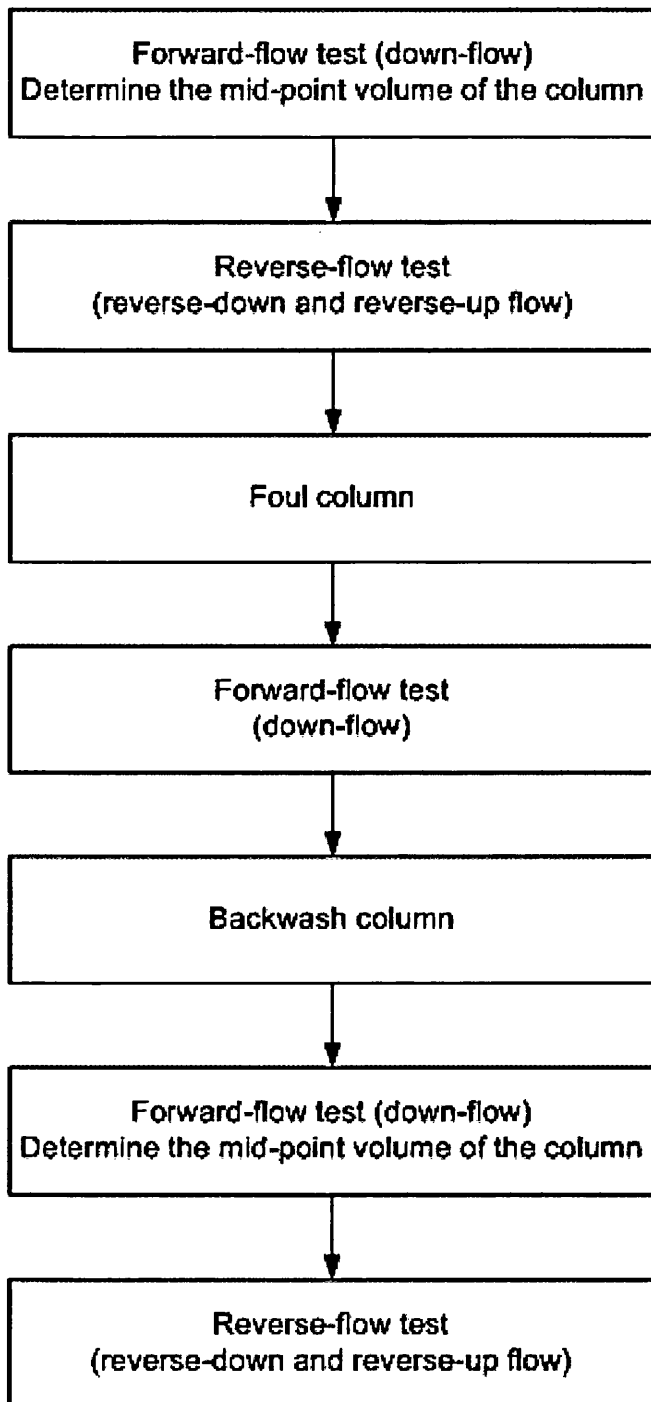 Forward-flow test (down-flow)
Determine the mid-point volume of the column
Reverse-flow test
(reverse-down and reverse-up flow)
Foul column
Forward-flow test
(down-flow)
Backwash column
Forward-flow test (down-flow)
Determine the mid-point volume of the column
Reverse-flow test
(reverse-down and reverse-up flow)